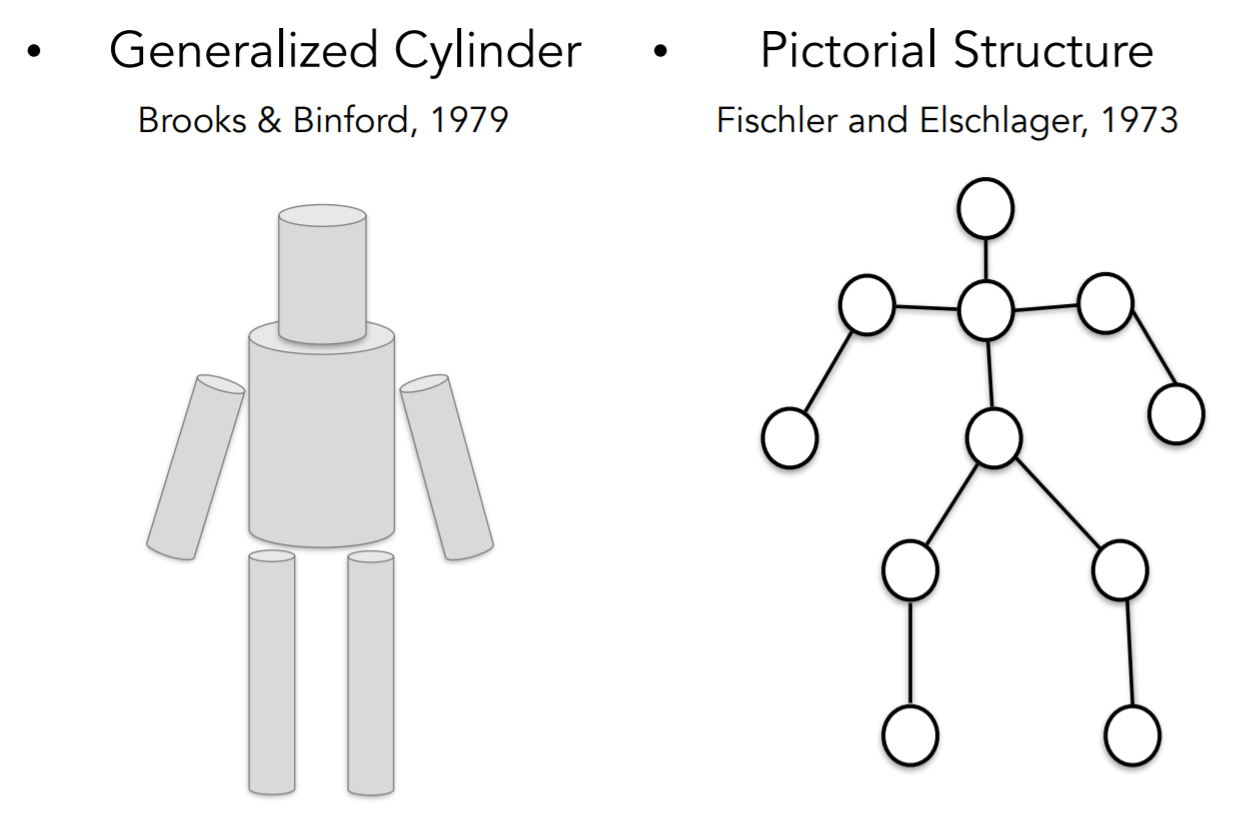 • Generalized Cylinder
Brooks & Binford, 1979
• Pictorial Structure
Fischler and Elschlager, 1973